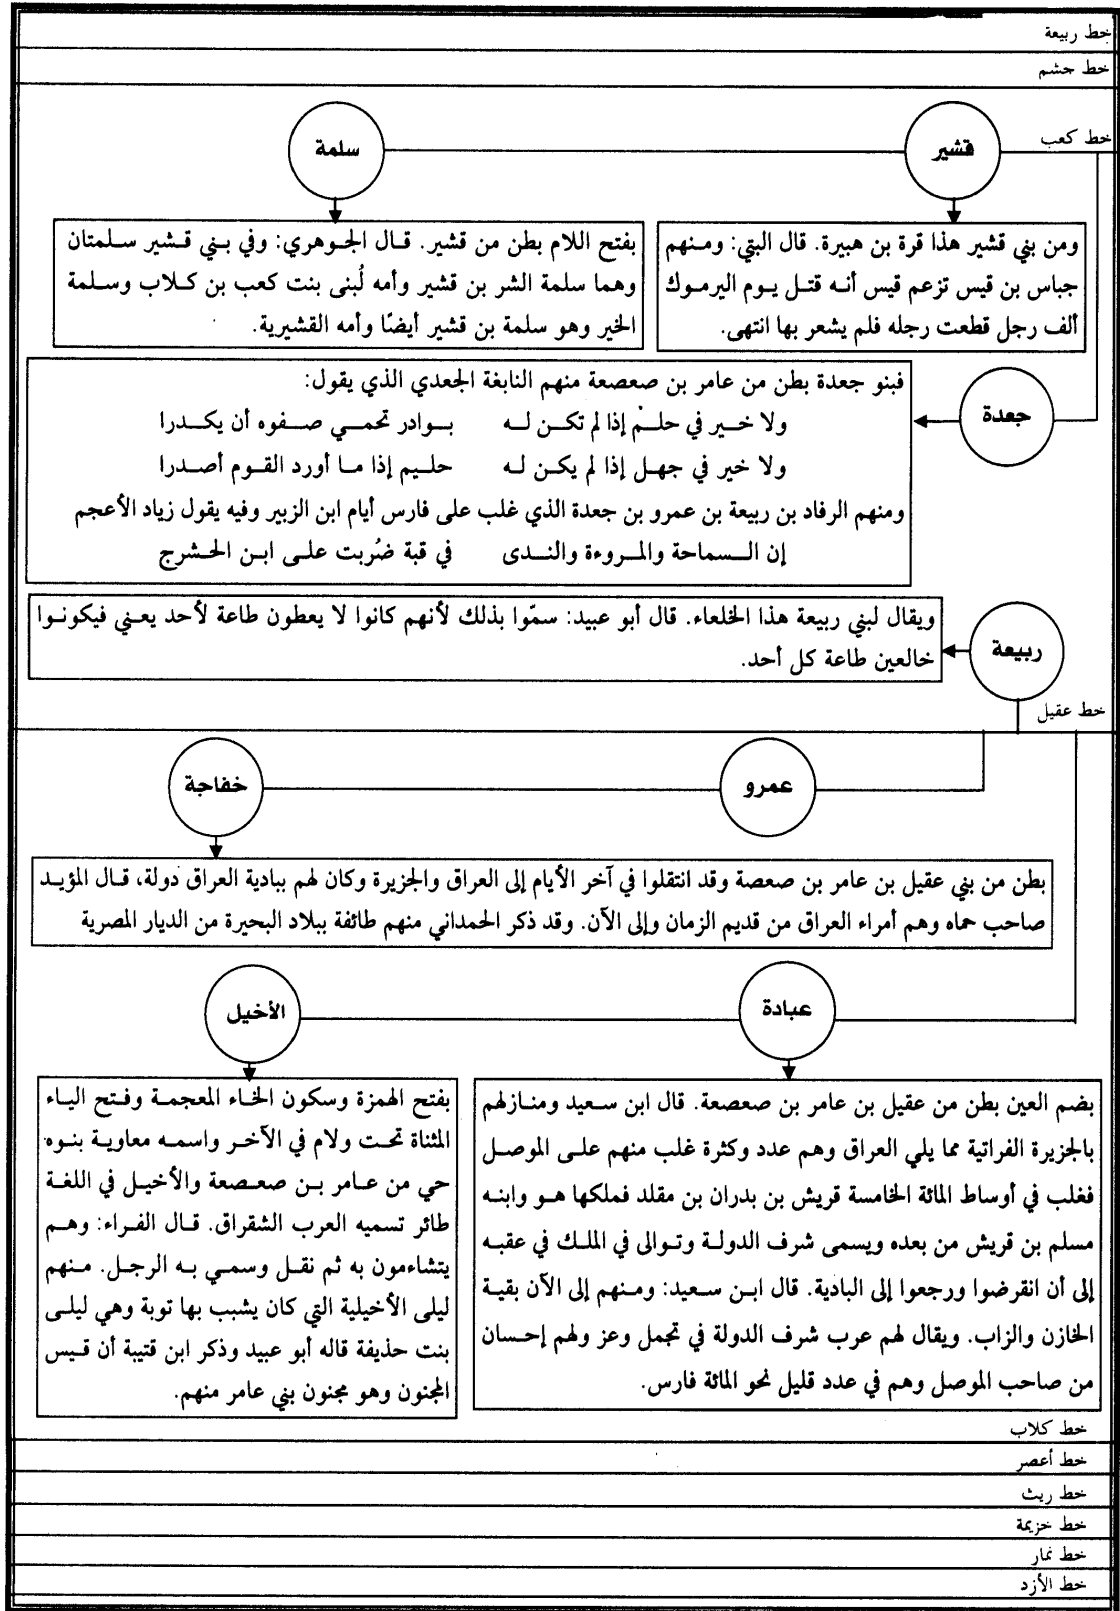 خط ربيعة
خط جشم
خط كعب
قشير
سلمة
ومن بني قشير هذا قرة بن هبيرة. قال البتي: ومنهم
جباس بن قيس تزعم قيس أنه قتل يوم اليرموك
ألف رجل قطعت رجله فلم يشعر بها انتهى.
بفتح اللام بطن من قشير. قال الجوهري: وفي بني قشير سلمتان
وهما سلمة الشر بن قشير وأمه لُبنى بنت كعب بن كلاب وسلمة
الخير وهو سلمة بن قشير أيضًا وأمه القشيرية.
جعدة
فبنو جعدة بطن من عامر بن صعصعة منهم النابغة الجعدي الذي يقول:
ولا خير في حلم إذا لم تكن له بوادر تحمي صفوه أن يكدرا
ولا خير في جهل إذا لم يكن له حليم إذا ما أورد القوم أصدرا
ومنهم الرفاد بن ربيعة بن عمرو بن جعدة الذي غلب على فارس أيام ابن الزبير وفيه يقول زياد الأعجم
إن السماحة والمروءة والندى في قبة ضُربت على ابن الحشرج
ربيعة
ويقال لبني ربيعة هذا الخلعاء. قال أبو عبيد: سمّوا بذلك لأنهم كانوا لا يعطون طاعة لأحد يعني فيكونوا
خالعين طاعة كل أحد.
خط عقيل
عمرو
خفاجة
بطن من بني عقيل بن عامر بن صعصة وقد انتقلوا في آخر الأيام إلى العراق والجزيرة وكان لهم ببادية العراق دولة، قال المؤيد
صاحب حماه وهم أمراء العراق من قديم الزمان وإلى الآن. وقد ذكر الحمداني منهم طائفة ببلاد البحيرة من الديار المصرية
عبادة
الأخيل
بضم العين بطن من عقيل بن عامر بن صعصعة. قال ابن سعيد ومنازلهم
بالجزيرة الفراتية مما يلي العراق وهم عدد وكثرة غلب منهم على الموصل
فغلب في أوساط المائة الخامسة قريش بن بدران بن مقلد فملكها هو وابنه
مسلم بن قريش من بعده ويسمى شرف الدولة وتوالى في الملك في عقبه
إلى أن انقرضوا ورجعوا إلى البادية. قال ابن سعيد: ومنهم إلى الآن بقية
الخازن والزاب. ويقال لهم عرب شرف الدولة في تجمل وعز ولهم إحسان
من صاحب الموصل وهم في عدد قليل نحو المائة فارس.
بفتح الهمزة وسكون الخاء المعجمة وفتح الياء
المثناة تحت ولام في الآخر واسمه معاوية بنوه
حي من عامر بن صعصعة والأخيل في اللغة
طائر تسميه العرب الشقراق. قال الفراء: وهم
يتشاءمون به ثم نقل وسمي به الرجل. منهم
ليلى الأخيلية التي كان يشبب بها توبة وهي ليلى
بنت حذيفة قاله أبو عبيد وذكر ابن قتيبة أن قيس
المجنون وهو مجنون بني عامر منهم.
خط كلاب
خط أعصر
خط ريث
خط خزيمة
خط نمار
خط الأزد